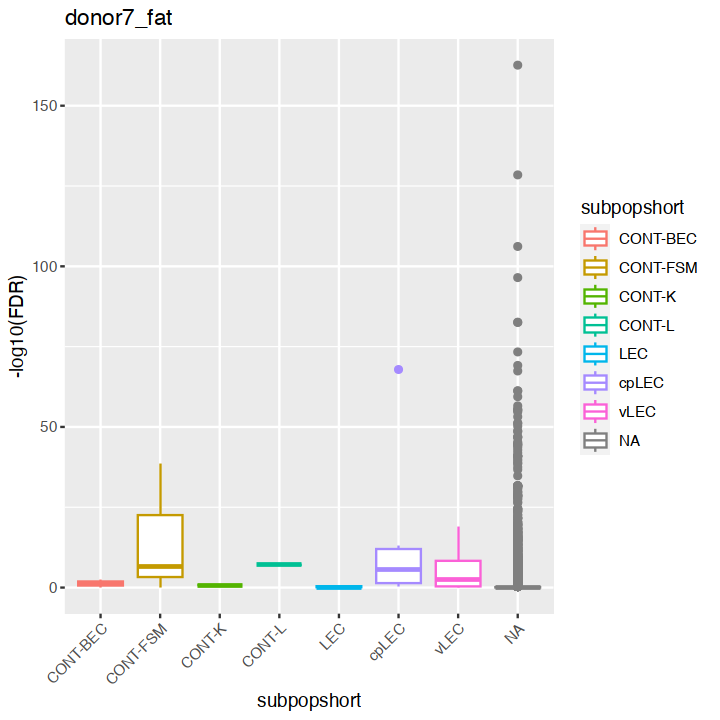 donor7_fat
150
100
50
0
-log10(FDR)
CONT-BEC
CONT-FSM
CONT-K
CONT-L
LEC
cpLEC
vLEC
NA
subpopshort
subpopshort
CONT-BEC
CONT-FSM
CONT-K
CONT-L
LEC
cpLEC
vLEC
NA